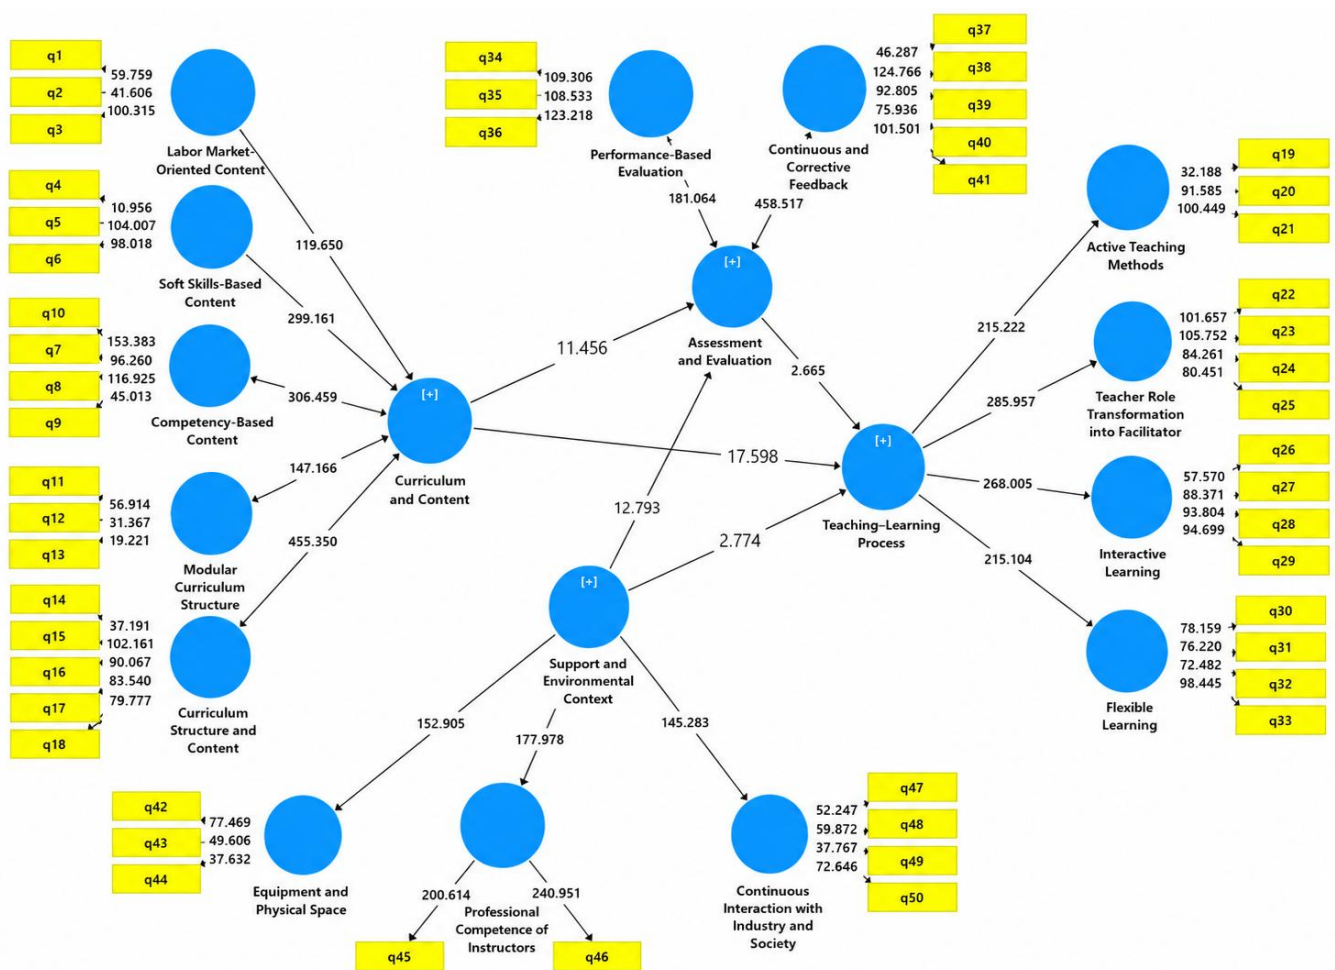 q1
q2
q3
59.759
41.606
100.315
Labor Market-
Oriented Content
q4
q5
q6
10.956
104.007
98.018
Soft Skills-Based
Content
q10
q7
q8
q9
153.383
96.260
116.925
45.013
Competency-Based
Content
q11
q12
q13
56.914
31.367
19.221
Modular
Curriculum
Structure
q14
q15
q16
q17
q18
37.191
102.161
90.067
83.540
79.777
Curriculum
Structure and
Content
119.650
299.161
306.459
147.166
455.350
[+]
Curriculum
and Content
q34
q35
q36
109.306
108.533
123.218
Performance-Based
Evaluation
181.064
q37
q38
q39
q40
q41
46.287
124.766
92.805
75.936
101.501
Continuous and
Corrective
Feedback
458.517
[+]
Assessment
and Evaluation
11.456
17.598
12.793
2.665
2.774
[+]
Teaching–Learning
Process
215.222
285.957
268.005
215.104
Active Teaching
Methods
32.188
91.585
100.449
q19
q20
q21
Teacher Role
Transformation
into Facilitator
101.657
105.752
84.261
80.451
q22
q23
q24
q25
Interactive
Learning
57.570
88.371
93.804
94.699
q26
q27
q28
q29
Flexible
Learning
78.159
76.220
72.482
98.445
q30
q31
q32
q33
[+]
Support and
Environmental
Context
152.905
177.978
145.283
q42
q43
q44
77.469
49.606
37.632
Equipment and
Physical Space
200.614
240.951
Professional
Competence of
Instructors
q45
q46
Continuous
Interaction with
Industry and
Society
52.247
59.872
37.767
72.646
q47
q48
q49
q50